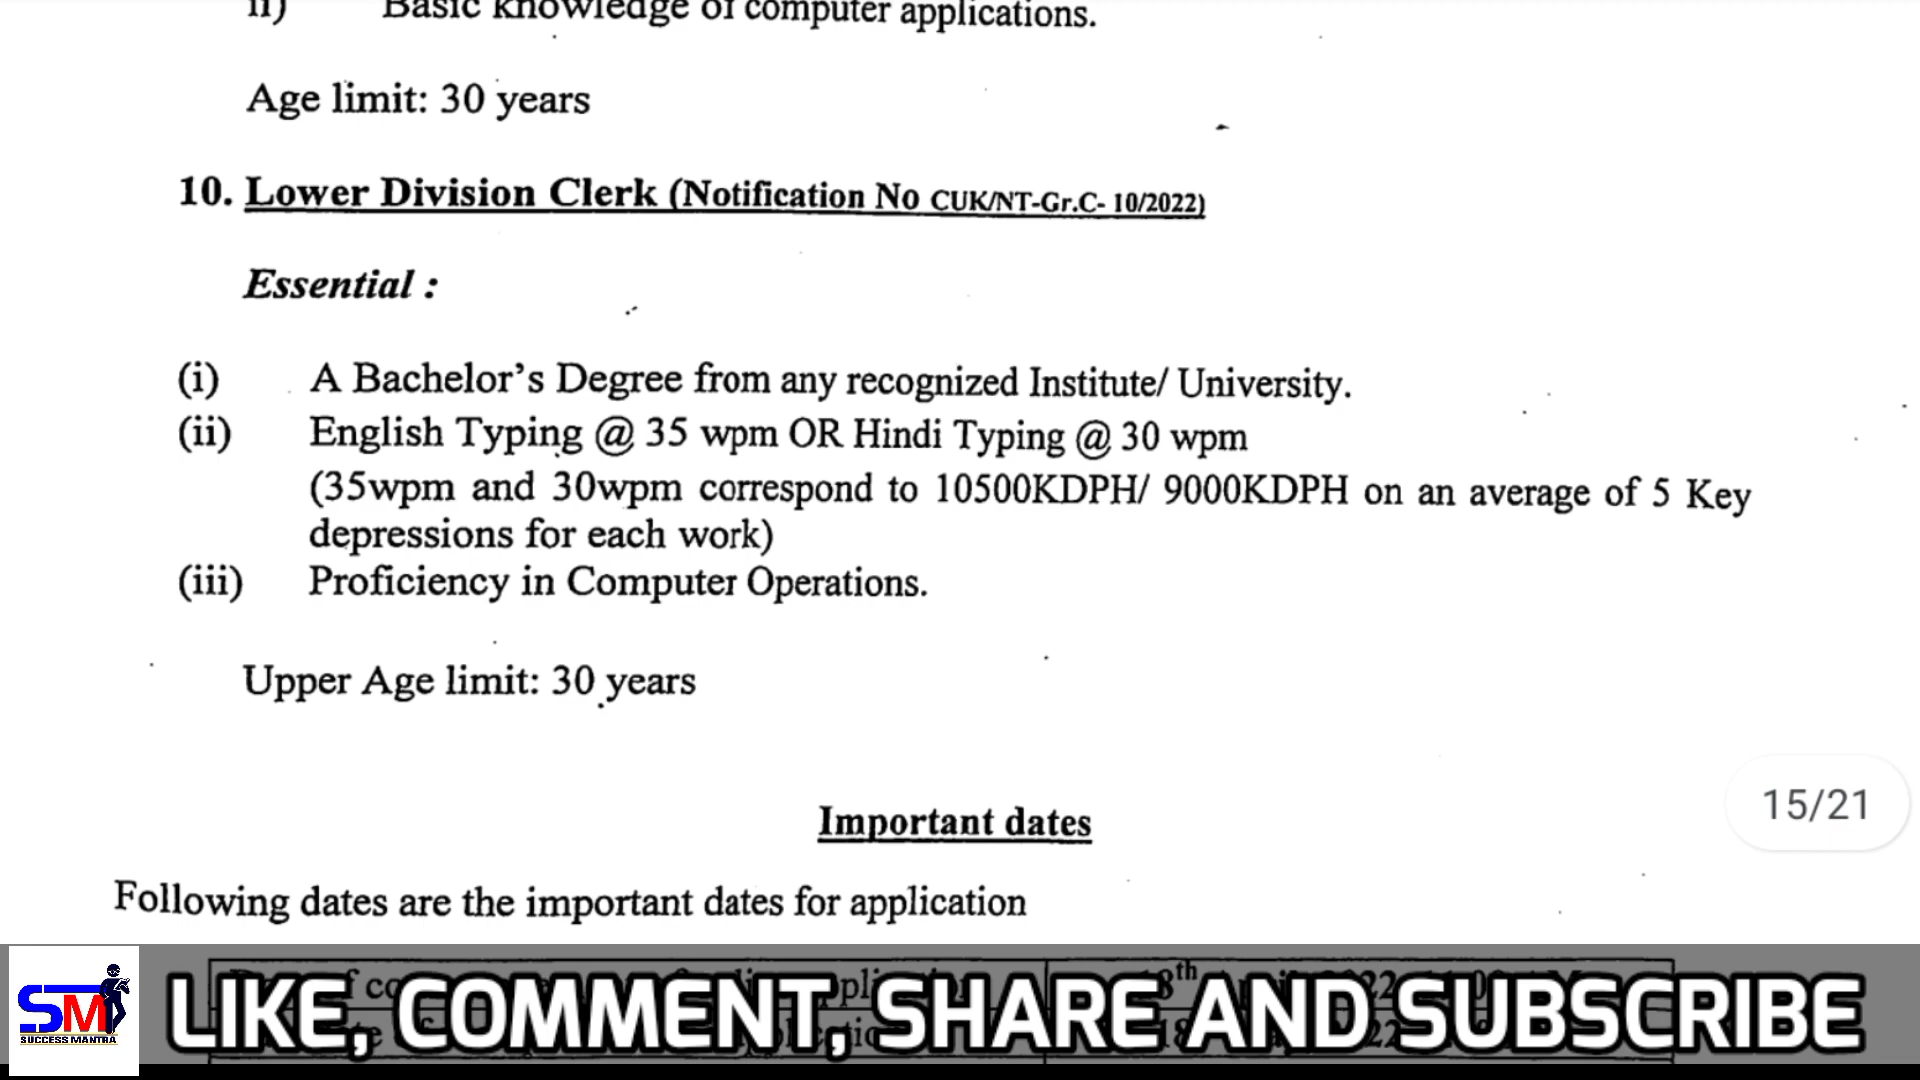 ii) Basic knowledge of computer applications.
Age limit: 30 years
10. Lower Division Clerk (Notification No CUK/NT-Gr.C- 10/2022)
Essential :
(i) A Bachelor's Degree from any recognized Institute/ University.
(ii) English Typing @ 35 wpm OR Hindi Typing @ 30 wpm
(35wpm and 30wpm correspond to 10500KDPH/ 9000KDPH on an average of 5 Key
depressions for each work)
(iii) Proficiency in Computer Operations.
Upper Age limit: 30 years
15/21
Important dates
Following dates are the important dates for application
LIKE, COMMENT, SHARE AND SUBSCRIBE
SM
SUCCESS MANTRA